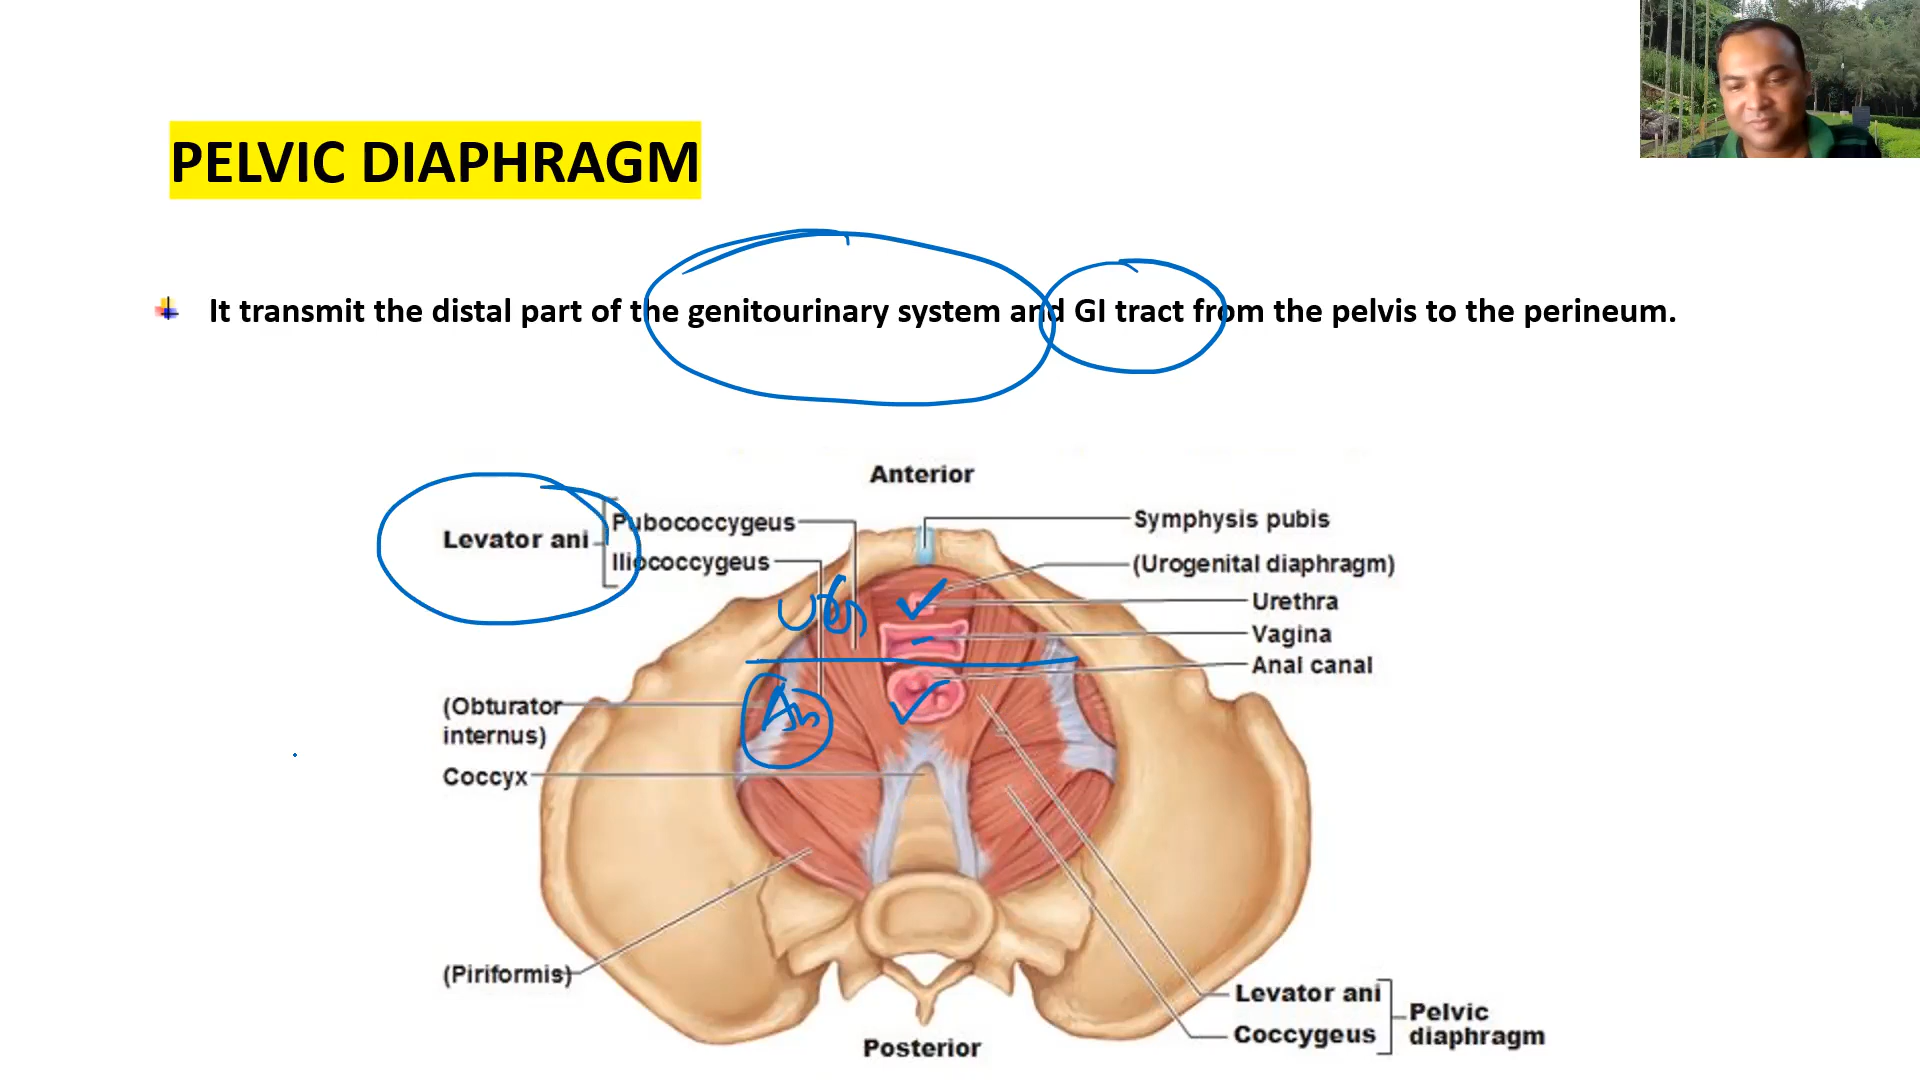 PELVIC DIAPHRAGM
It transmit the distal part of the genitourinary system and GI tract from the pelvis to the perineum.
Anterior
Levator ani
Pubococcygeus
Iliococcygeus
Symphysis pubis
(Urogenital diaphragm)
Urethra
Vagina
Anal canal
(Obturator
internus)
Coccyx
(Piriformis)
Levator ani
Coccygeus
Pelvic
diaphragm
Posterior